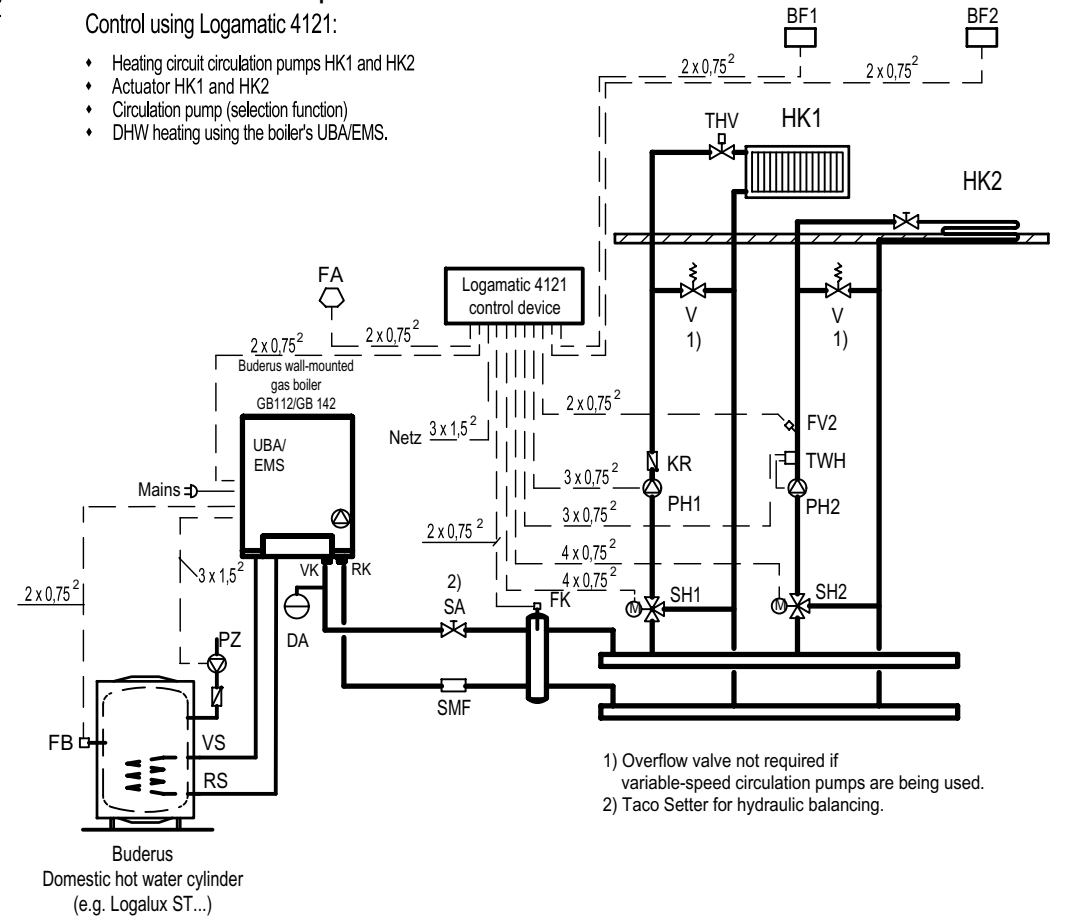 Control using Logamatic 4121:
• Heating circuit circulation pumps HK1 and HK2
• Actuator HK1 and HK2
• Circulation pump (selection function)
• DHW heating using the boiler's UBA/EMS.
BF1
BF2
2 x 0,75²
2 x 0,75²
THV
HK1
HK2
FA
Logamatic 4121
control device
2 x 0,75²
2 x 0,75²
V
1)
V
1)
Buderus wall-mounted
gas boiler
GB112/GB 142
2 x 0,75²
FV2
Netz 3 x 1,5²
UBA/
EMS
KR
TWH
Mains
3 x 0,75²
PH1
PH2
3 x 0,75²
2 x 0,75²
4 x 0,75²
VK
RK
3 x 1,5²
2)
SA
4 x 0,75²
2 x 0,75²
FK
M
SH1
M
SH2
DA
PZ
SMF
FB
VS
RS
1) Overflow valve not required if
variable-speed circulation pumps are being used.
2) Taco Setter for hydraulic balancing.
Buderus
Domestic hot water cylinder
(e.g. Logalux ST...)